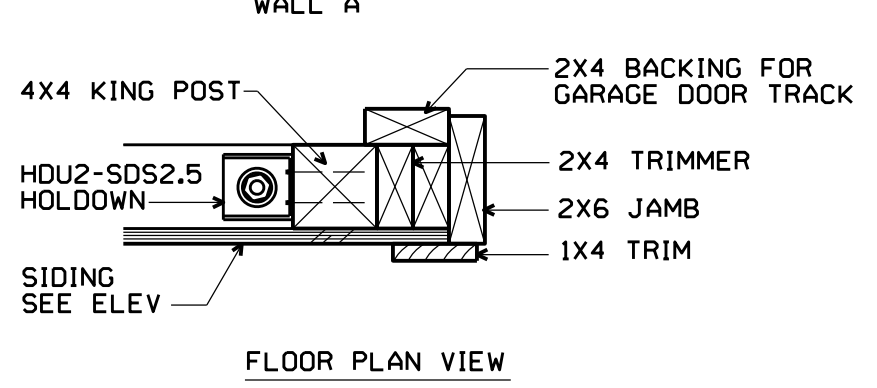 WALL A
2X4 BACKING FOR
GARAGE DOOR TRACK
4X4 KING POST
2X4 TRIMMER
HDU2-SDS2.5
HOLDOWN
2X6 JAMB
1X4 TRIM
SIDING
SEE ELEV
FLOOR PLAN VIEW